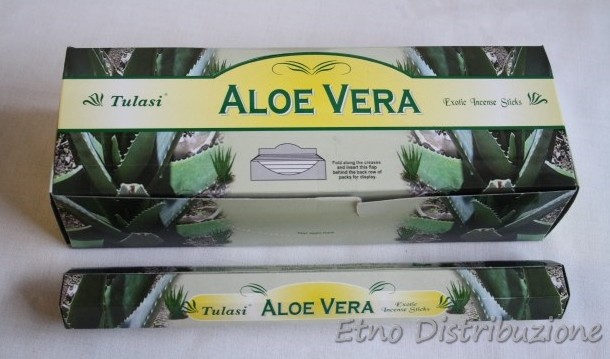 Tulasi
ALOE VERA
Exotic Incense Sticks
Fold along the creases
and insert this flap
behind the back row of
packs for display.
Tulasi
ALOE VERA
Exotic
Incense Sticks
Etno Distribuzione